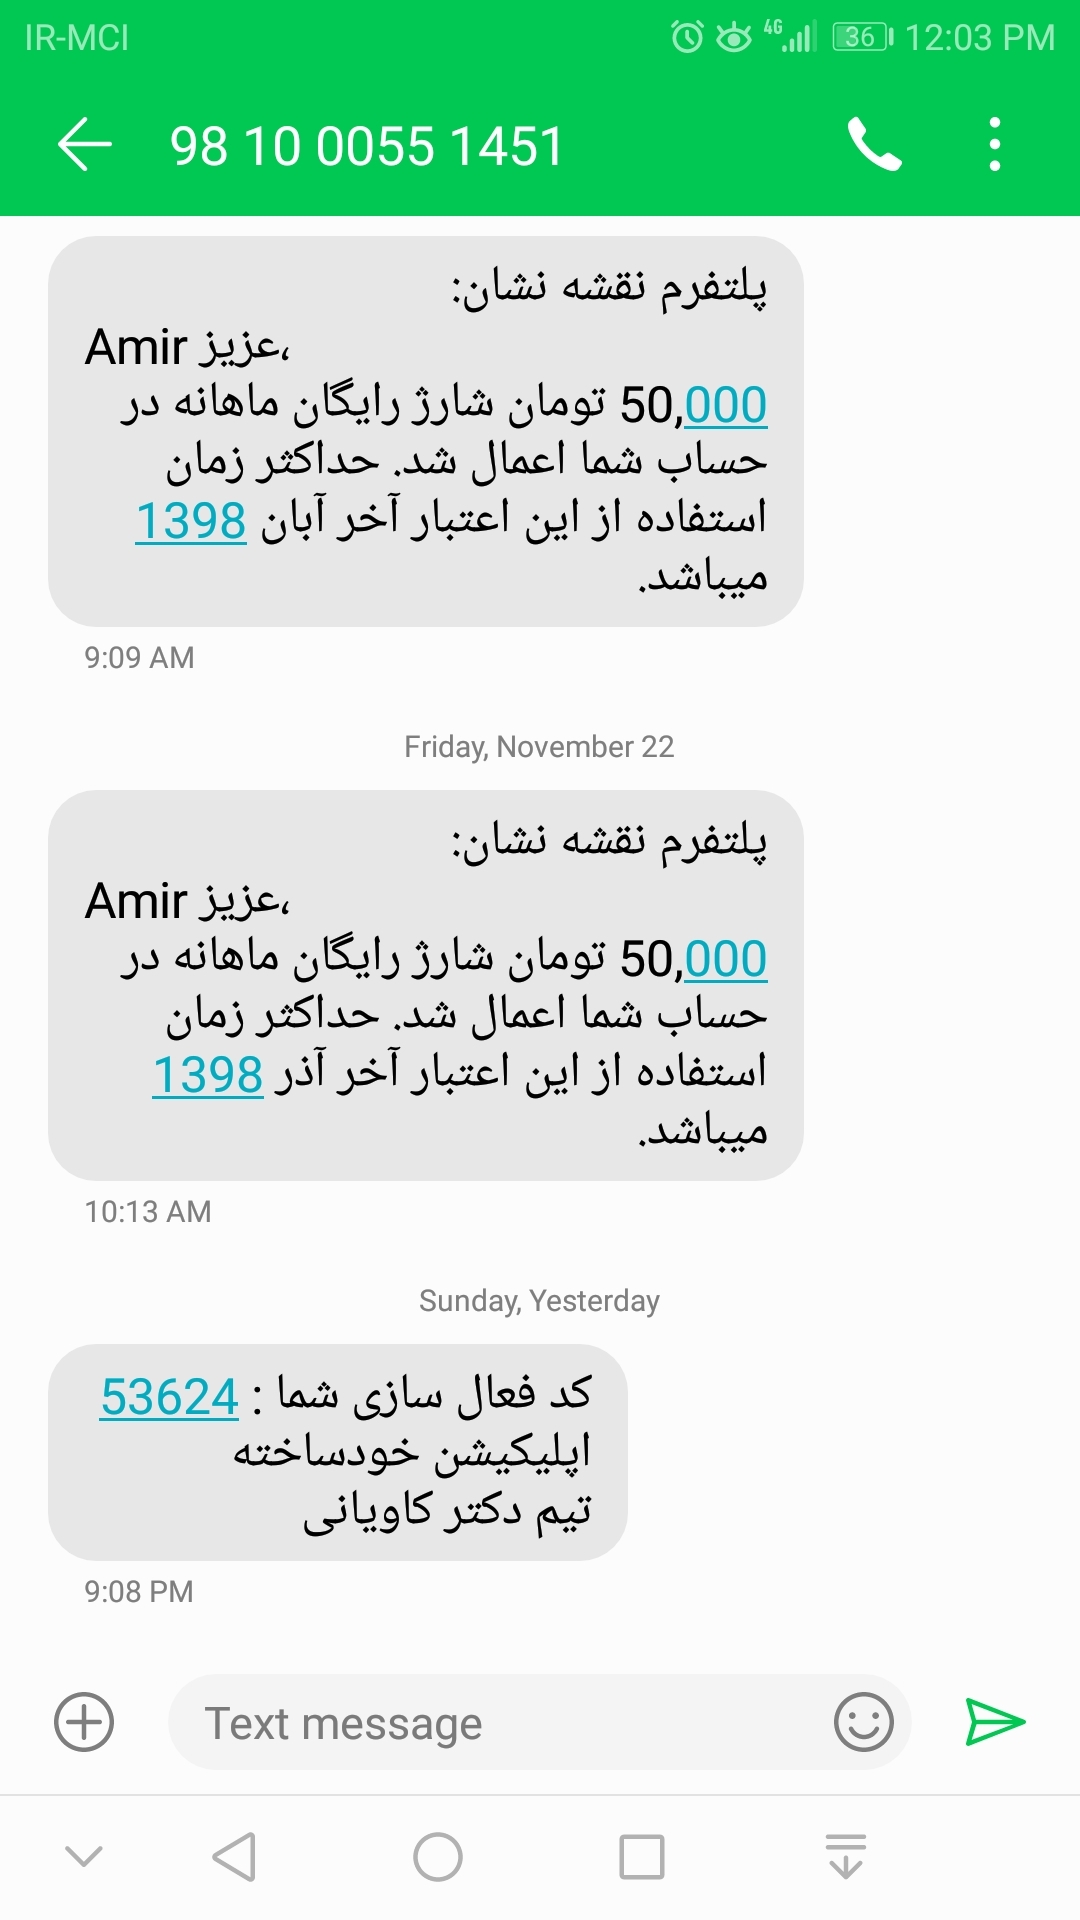 IR-MCI 4G 36 12:03 PM
98 10 0055 1451
پلتفرم نقشه نشان:
Amir عزیز،
50,000 تومان شارژ رایگان ماهانه در
حساب شما اعمال شد. حداکثر زمان
استفاده از این اعتبار آخر آبان 1398
میباشد.
9:09 AM
Friday, November 22
پلتفرم نقشه نشان:
Amir عزیز،
50,000 تومان شارژ رایگان ماهانه در
حساب شما اعمال شد. حداکثر زمان
استفاده از این اعتبار آخر آذر 1398
میباشد.
10:13 AM
Sunday, Yesterday
کد فعال سازی شما : 53624
اپلیکیشن خودساخته
تیم دکتر کاویانی
9:08 PM
Text message